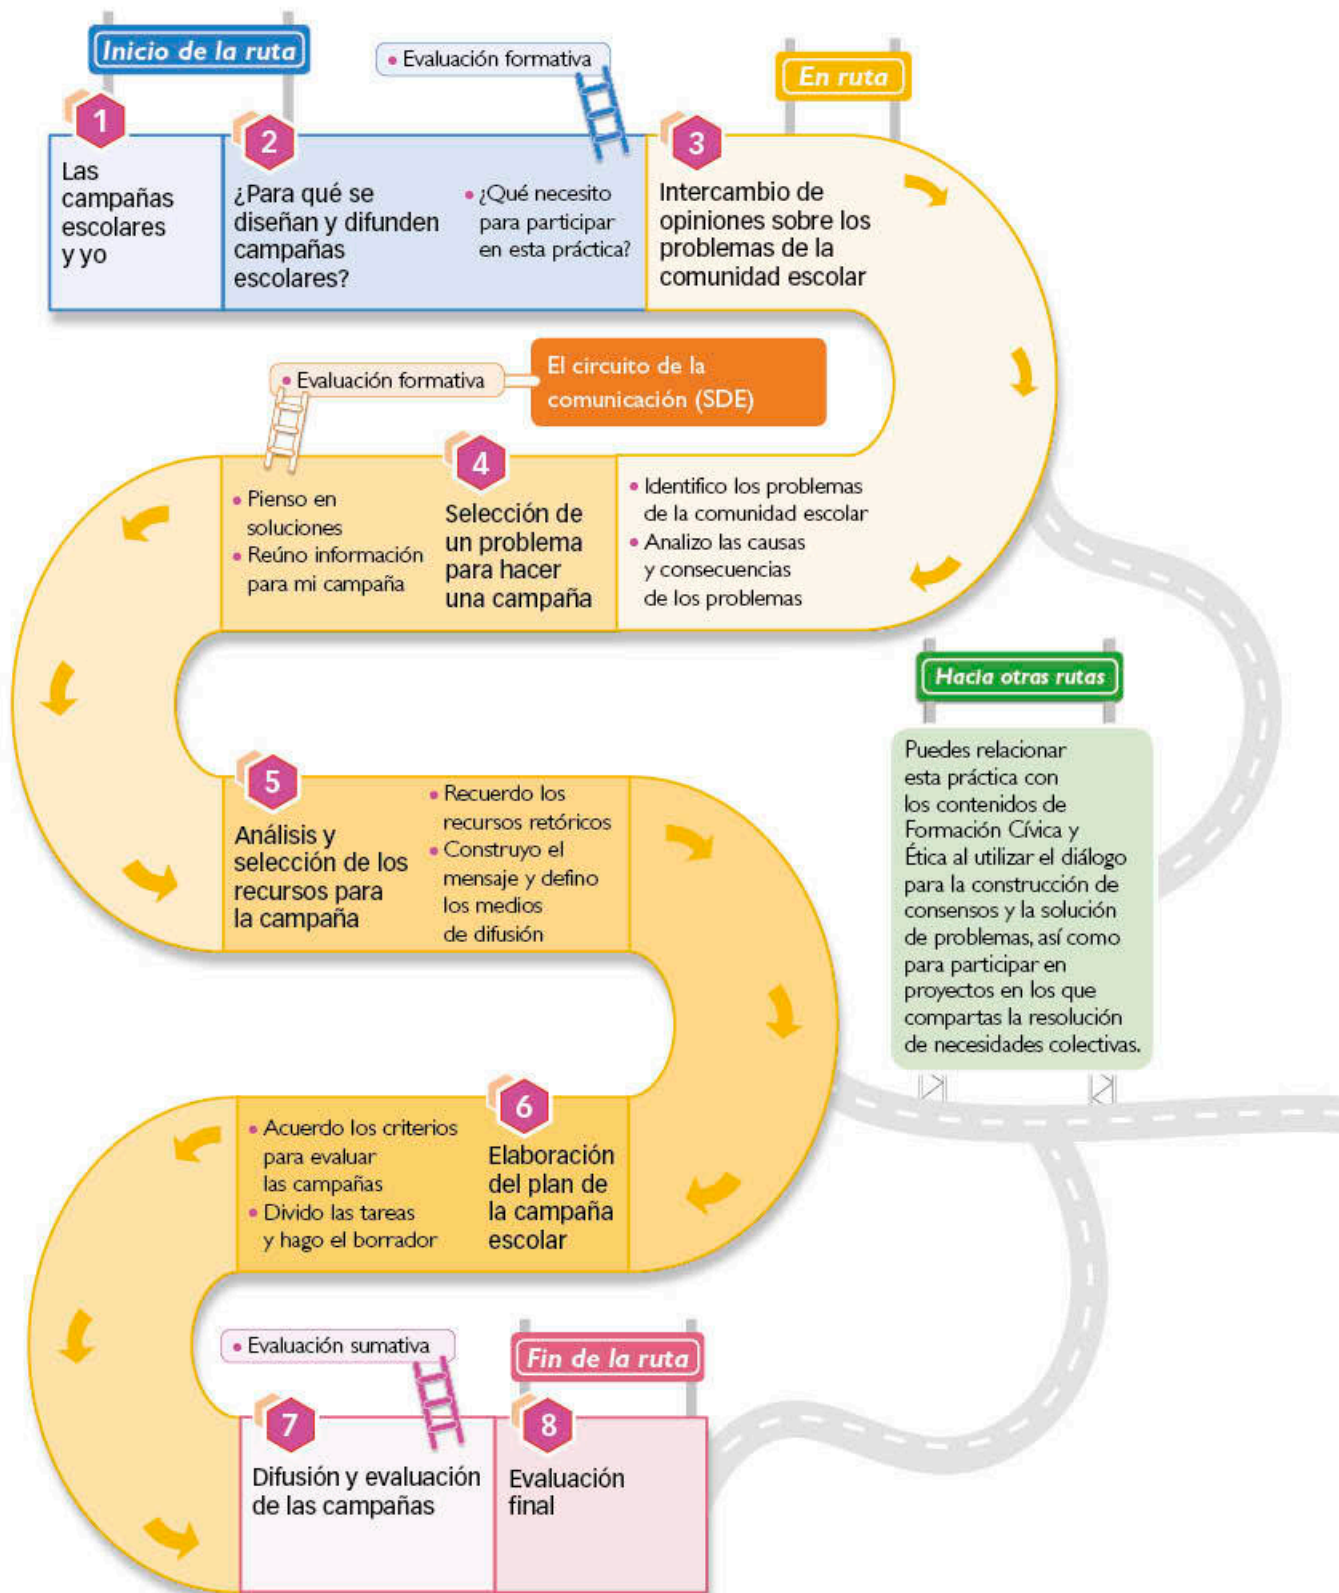 Inicio de la ruta
• Evaluación formativa
En ruta
1
Las
campañas
escolares
y yo
2
¿Para qué se
diseñan y difunden
campañas
escolares?
• ¿Qué necesito
para participar
en esta práctica?
3
Intercambio de
opiniones sobre los
problemas de la
comunidad escolar
• Identifico los problemas
de la comunidad escolar
• Analizo las causas
y consecuencias
de los problemas
El circuito de la
comunicación (SDE)
• Evaluación formativa
4
Selección de
un problema
para hacer
una campaña
• Pienso en
soluciones
• Reúno información
para mi campaña
5
Análisis y
selección de los
recursos para
la campaña
• Recuerdo los
recursos retóricos
• Construyo el
mensaje y defino
los medios
de difusión
Hacia otras rutas
Puedes relacionar
esta práctica con
los contenidos de
Formación Cívica y
Ética al utilizar el diálogo
para la construcción de
consensos y la solución
de problemas, así como
para participar en
proyectos en los que
compartas la resolución
de necesidades colectivas.
6
Elaboración
del plan de
la campaña
escolar
• Acuerdo los criterios
para evaluar
las campañas
• Divido las tareas
y hago el borrador
• Evaluación sumativa
Fin de la ruta
7
Difusión y evaluación
de las campañas
8
Evaluación
final